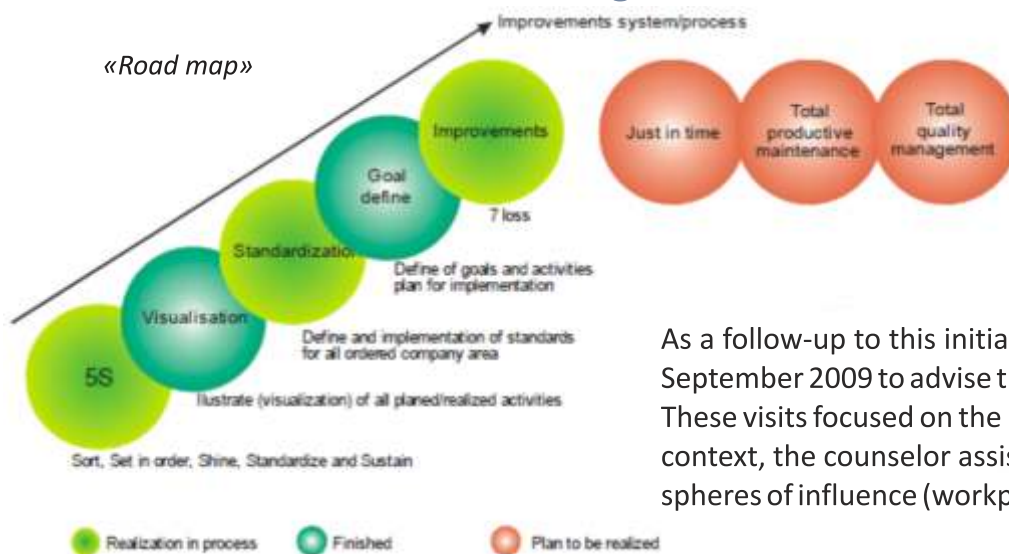 Improvements system/process
«Road map»
Improvements
Just in time
Total
productive
maintenance
Total
quality
management
Goal
define
7 loss
Standardization
Define of goals and activities
plan for implementation
Visualisation
Define and implementation of standards
for all ordered company area
5S
Ilustrate (visualization) of all planed/realized activities
Sort, Set in order, Shine, Standardize and Sustain
Realization in process
Finished
Plan to be realized
As a follow-up to this initia
September 2009 to advise t
These visits focused on the
context, the counselor assis
spheres of influence (workp